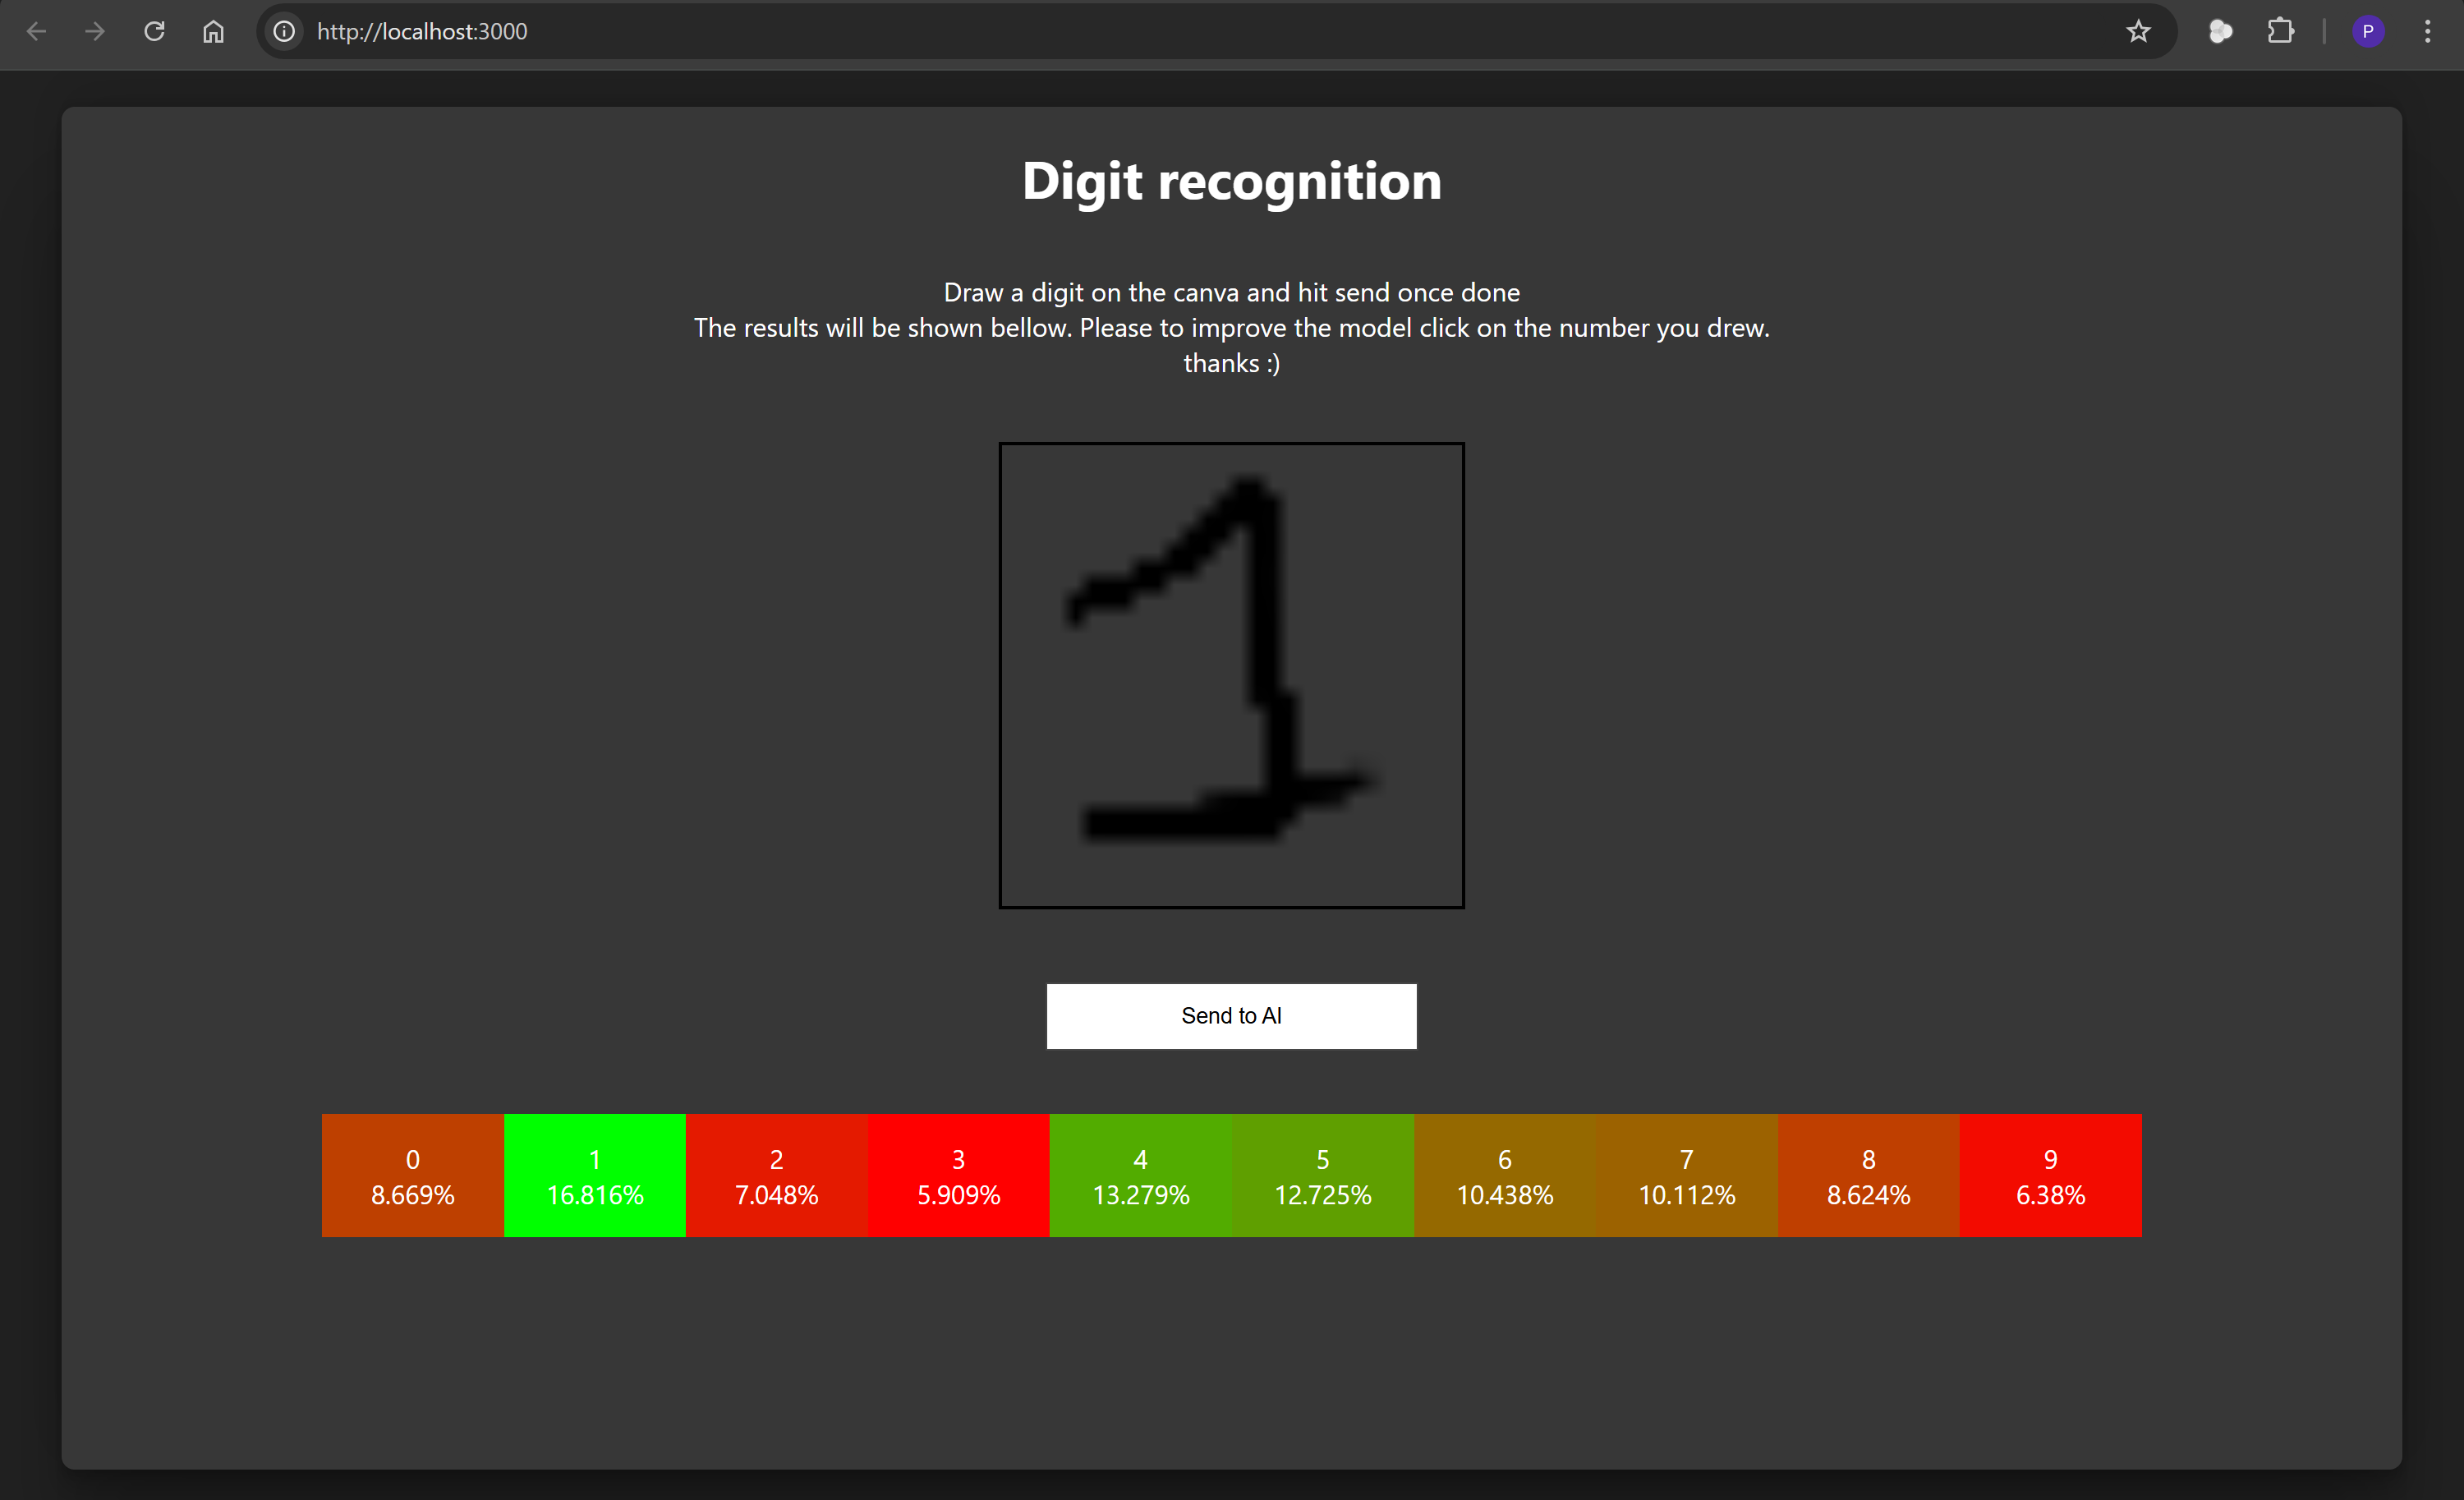 http://localhost:3000
P
Digit recognition
Draw a digit on the canva and hit send once done
The results will be shown bellow. Please to improve the model click on the number you drew.
thanks :)
1
Send to AI
0 1 2 3 4 5 6 7 8 9
8.669% 16.816% 7.048% 5.909% 13.279% 12.725% 10.438% 10.112% 8.624% 6.38%